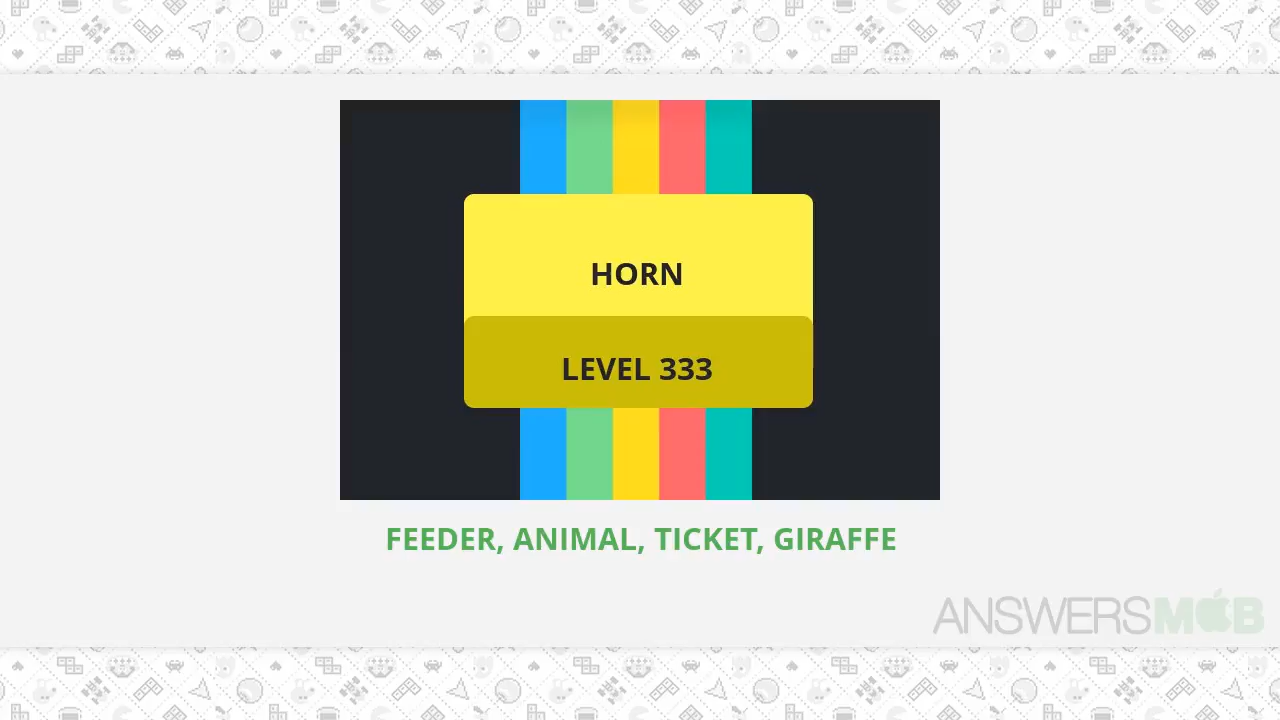 HORN
LEVEL 333
FEEDER, ANIMAL, TICKET, GIRAFFE
ANSWERSMOB